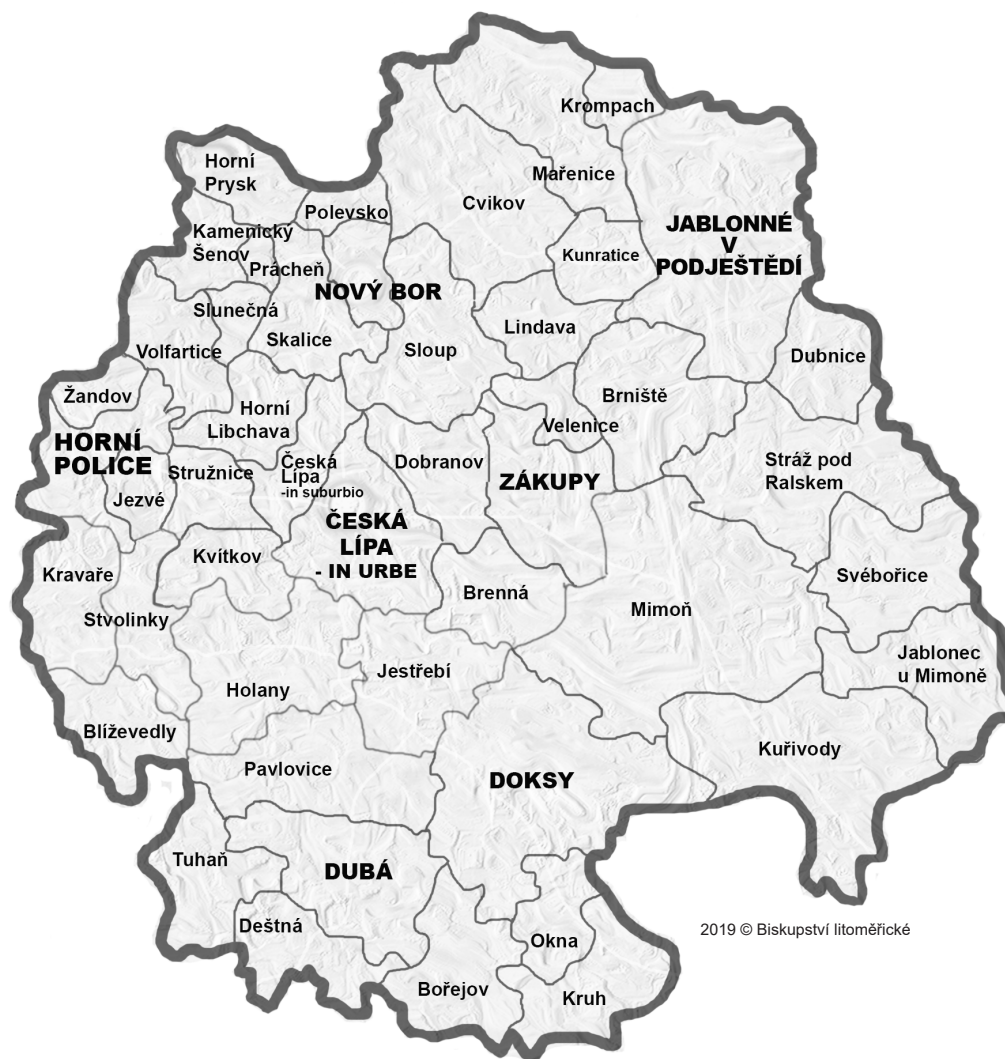 Krompach
Horní
Prysk
Mařenice
Cvikov
Polevsko
JABLONNÉ
V
PODJEŠTĚDÍ
Kamenický
Šenov
Kunratice
Prácheň
NOVÝ BOR
Slunečná
Lindava
Skalice
Sloup
Volfartice
Dubnice
Žandov
Brniště
Horní
Libchava
Velenice
HORNÍ
POLICE
Stružnice
Česká
Lípa
-in suburbio
Dobranov
ZÁKUPY
Stráž pod
Ralskem
Jezvé
ČESKÁ
LÍPA
- IN URBE
Kvítkov
Kravaře
Brenná
Svébořice
Stvolinky
Mimoň
Jestřebí
Jablonec
u Mimoně
Holany
Blíževedly
Kuřivody
Pavlovice
DOKSY
Tuhaň
DUBÁ
Deštná
Okna
2019 © Biskupství litoměřické
Bořejov
Kruh